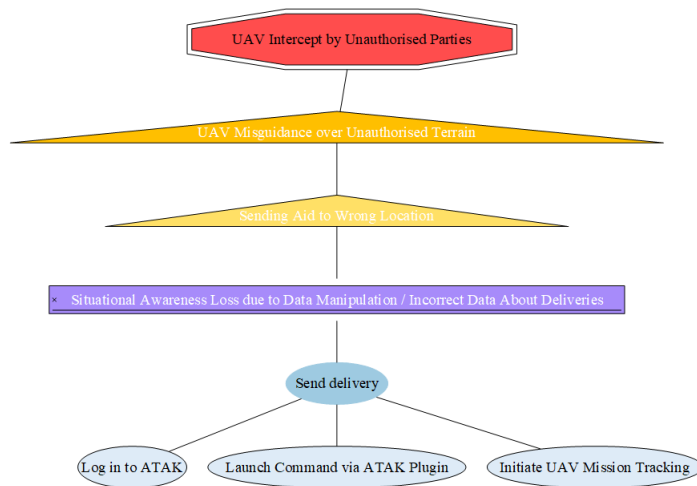 UAV Intercept by Unauthorised Parties
UAV Misguidance over Unauthorised Terrain
Sending Aid to Wrong Location
Situational Awareness Loss due to Data Manipulation / Incorrect Data About Deliveries
Send delivery
Log in to ATAK
Launch Command via ATAK Plugin
Initiate UAV Mission Tracking